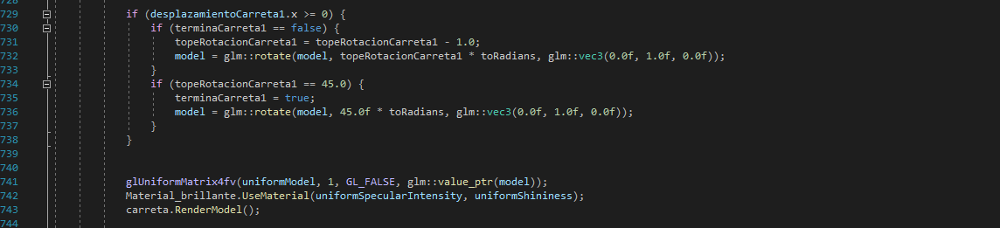 728
729 if (desplazamientoCarreta1.x >= 0) {
730 if (terminaCarreta1 == false) {
731 topeRotacionCarreta1 = topeRotacionCarreta1 - 1.0;
732 model = glm::rotate(model, topeRotacionCarreta1 * toRadians, glm::vec3(0.0f, 1.0f, 0.0f));
733 }
734 if (topeRotacionCarreta1 == 45.0) {
735 terminaCarreta1 = true;
736 model = glm::rotate(model, 45.0f * toRadians, glm::vec3(0.0f, 1.0f, 0.0f));
737 }
738 }
739
740
741 glUniformMatrix4fv(uniformModel, 1, GL_FALSE, glm::value_ptr(model));
742 Material_brillante.UseMaterial(uniformSpecularIntensity, uniformShininess);
743 carreta.RenderModel();
744